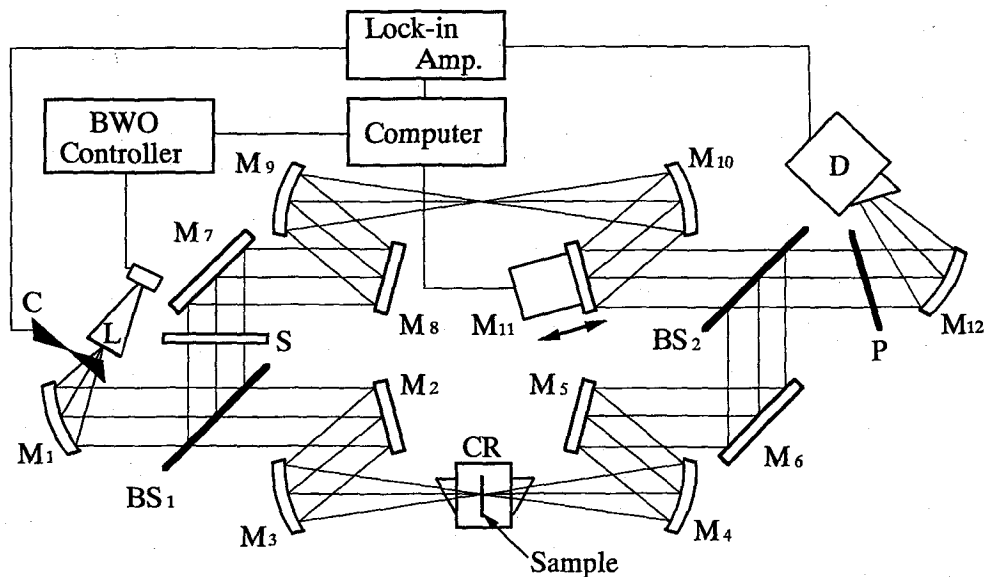 Lock-in
Amp.
BWO
Controller
Computer
M9
M10
D
M7
C
L
S
M8
M11
BS2
P
M12
M1
M2
M5
BS1
CR
M6
M3
M4
Sample